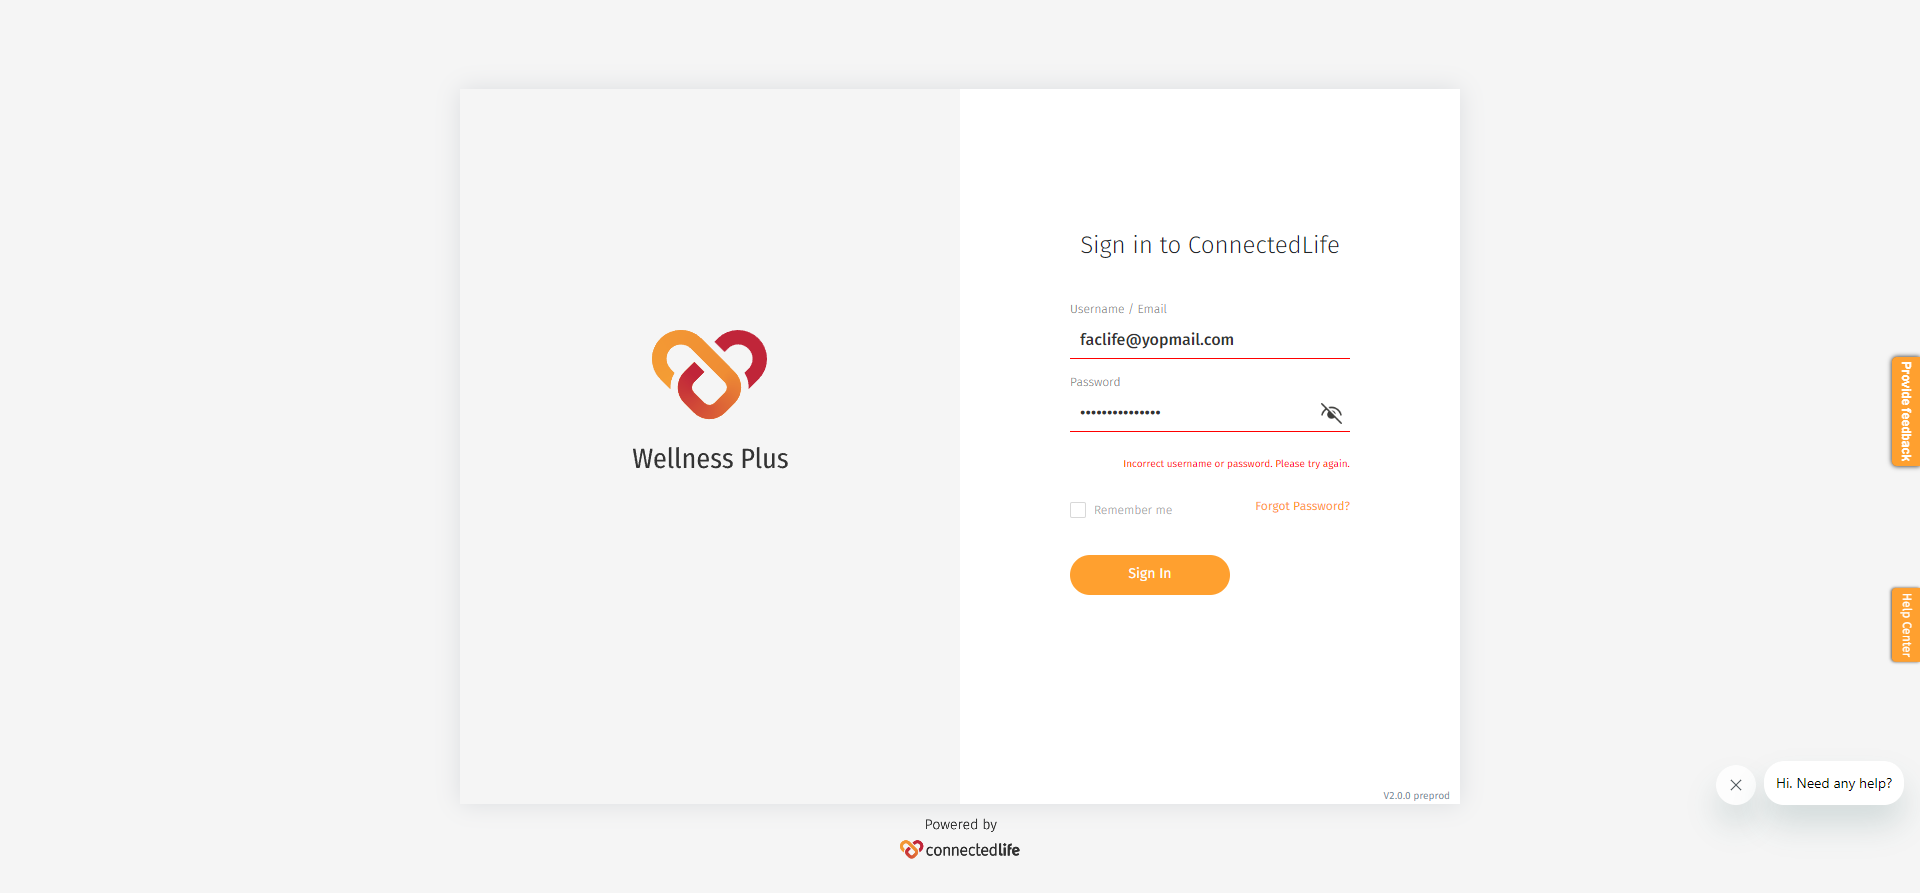 Sign in to ConnectedLife
Username / Email
faclife@yopmail.com
Password
•••••••••••••••
Incorrect username or password. Please try again.
Remember me
Forgot Password?
Sign In
Wellness Plus
V2.0.0 preprod
Powered by
connectedlife
Provide feedback
Help Center
Hi. Need any help?